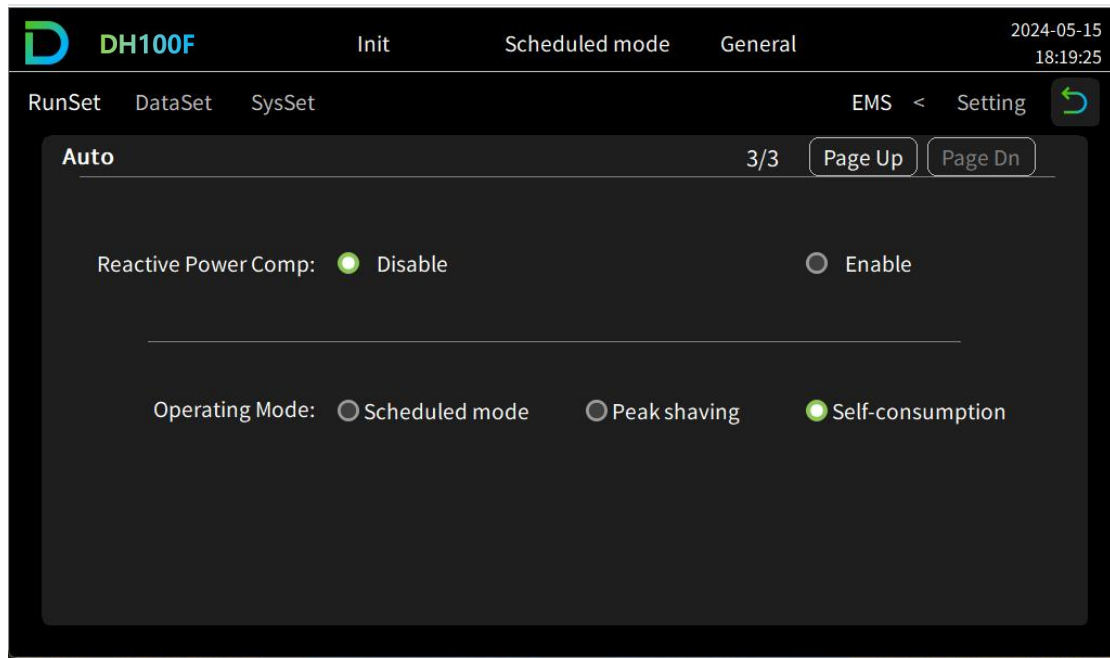 DH100F Init Scheduled mode General 2024-05-15
18:19:25
RunSet DataSet SysSet EMS < Setting
Auto 3/3 Page Up Page Dn
Reactive Power Comp: Disable Enable
Operating Mode: Scheduled mode Peak shaving Self-consumption